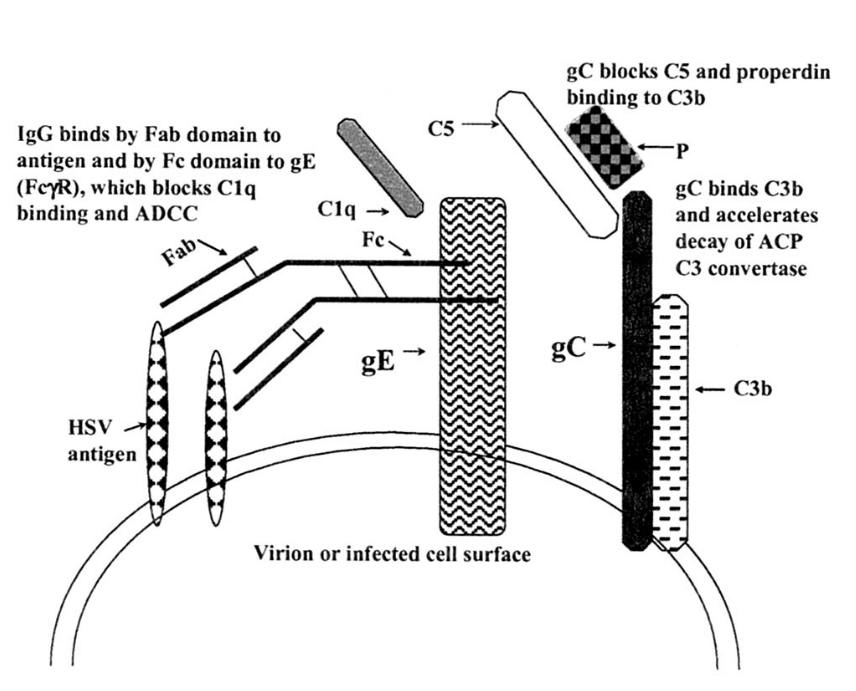 gC blocks C5 and properdin
binding to C3b
IgG binds by Fab domain to
antigen and by Fc domain to gE
(FcγR), which blocks C1q
binding and ADCC
C5
P
gC binds C3b
and accelerates
decay of ACP
C3 convertase
C1q
Fc
Fab
gE
gC
C3b
HSV
antigen
Virion or infected cell surface